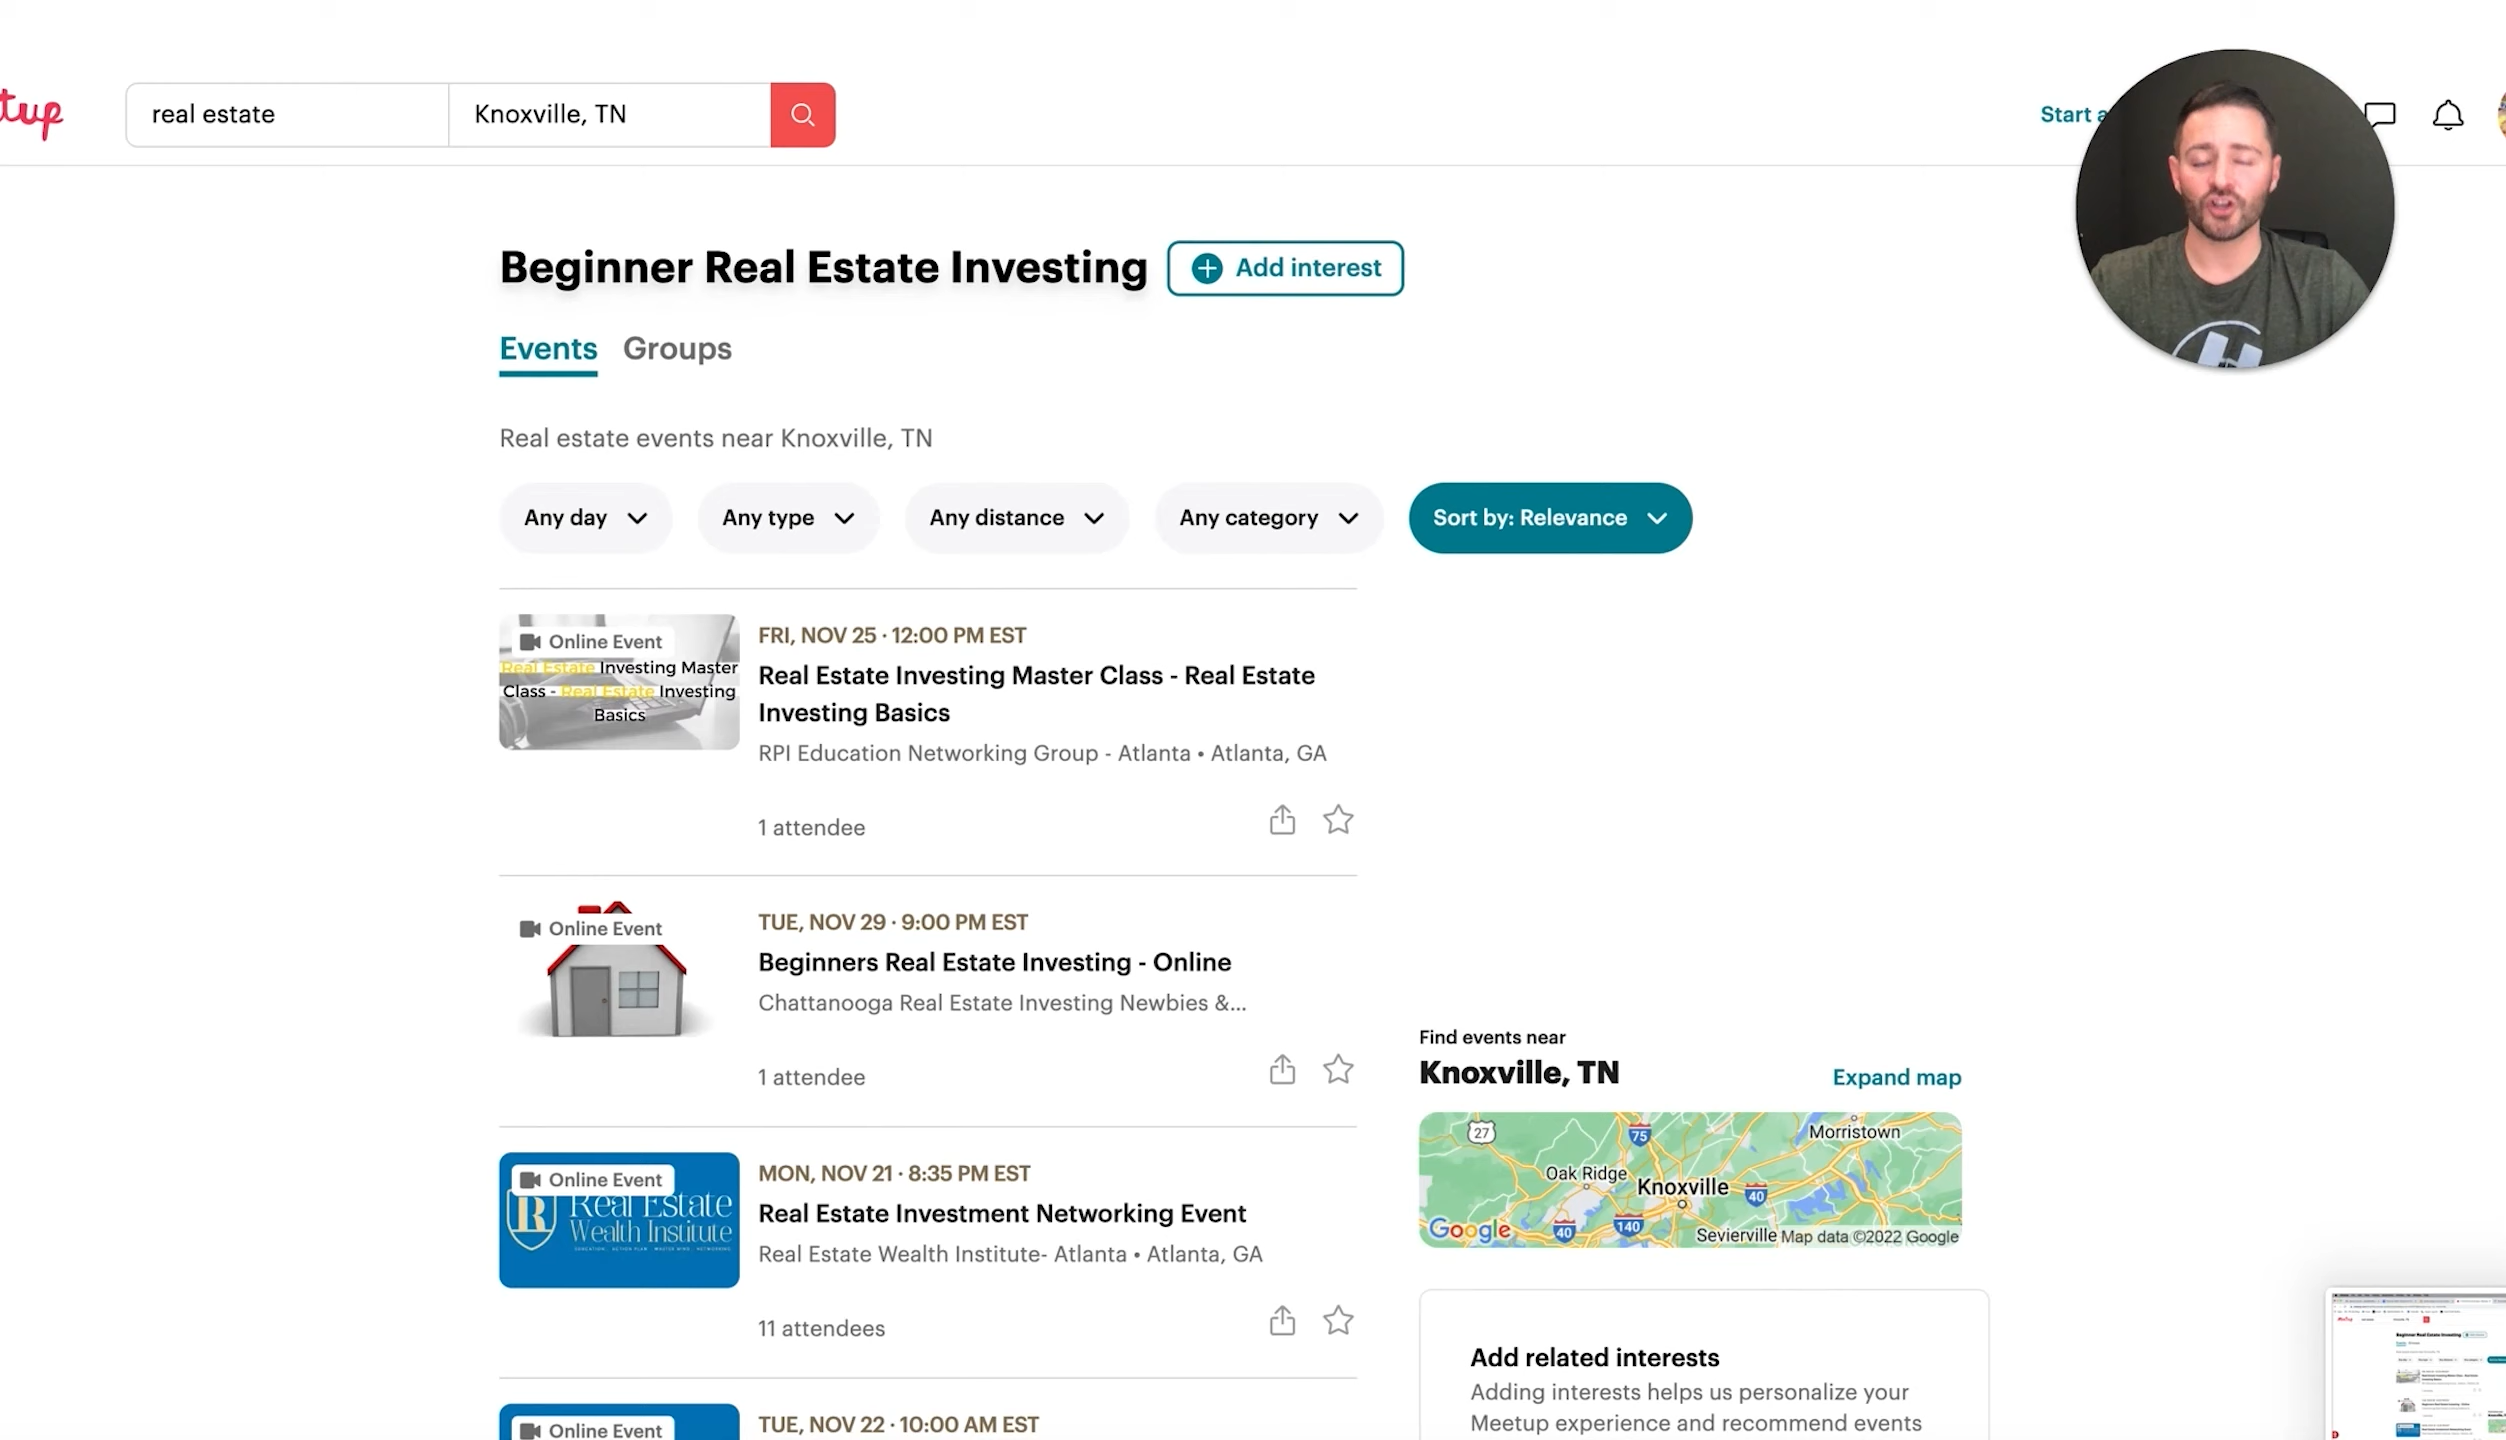 tup
real estate
Knoxville, TN
Start a
Beginner Real Estate Investing
Add interest
Events
Groups
Real estate events near Knoxville, TN
Any day
Any type
Any distance
Any category
Sort by: Relevance
Online Event
Real Estate Investing Master
Class - Real Estate Investing
Basics
FRI, NOV 25 · 12:00 PM EST
Real Estate Investing Master Class - Real Estate
Investing Basics
RPI Education Networking Group - Atlanta • Atlanta, GA
1 attendee
Online Event
TUE, NOV 29 · 9:00 PM EST
Beginners Real Estate Investing - Online
Chattanooga Real Estate Investing Newbies &...
1 attendee
Online Event
R
Real Estate
Wealth Institute
MON, NOV 21 · 8:35 PM EST
Real Estate Investment Networking Event
Real Estate Wealth Institute- Atlanta • Atlanta, GA
11 attendees
Online Event
TUE, NOV 22 · 10:00 AM EST
Find events near
Knoxville, TN
Expand map
27
75
Morristown
Oak Ridge
Knoxville
40
Google
40
140
Sevierville
Map data ©2022 Google
Add related interests
Adding interests helps us personalize your
Meetup experience and recommend events